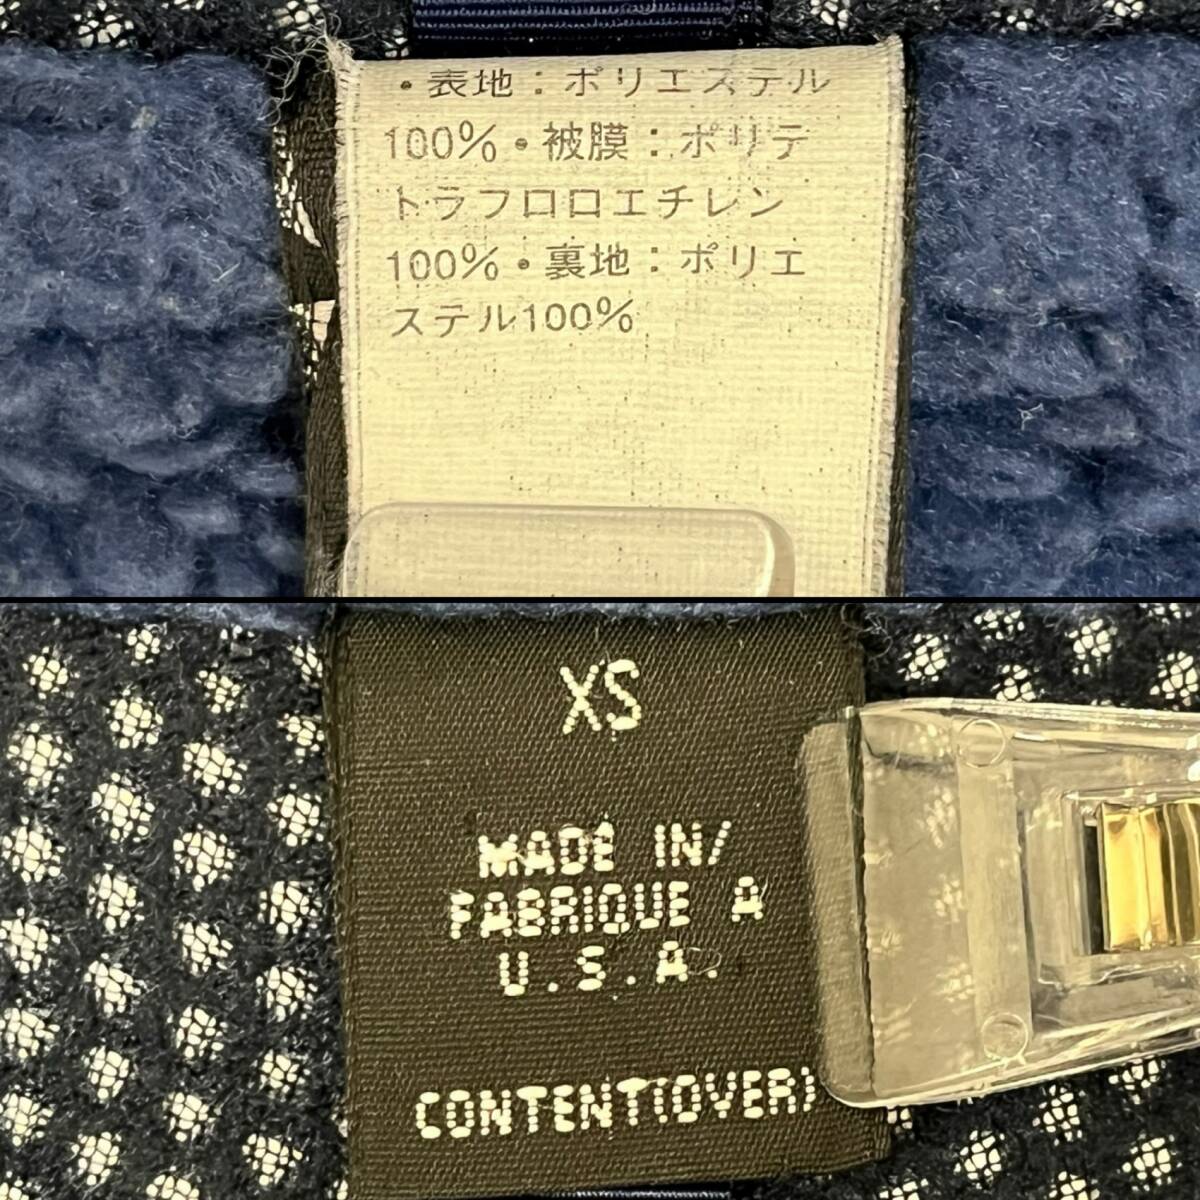 ・表地：ポリエステル
100%・被膜：ポリテ
トラフロロエチレン
100%・裏地：ポリエ
ステル100%
XS
MADE IN/
FABRIQUE A
U.S.A.
CONTENT(OVER)